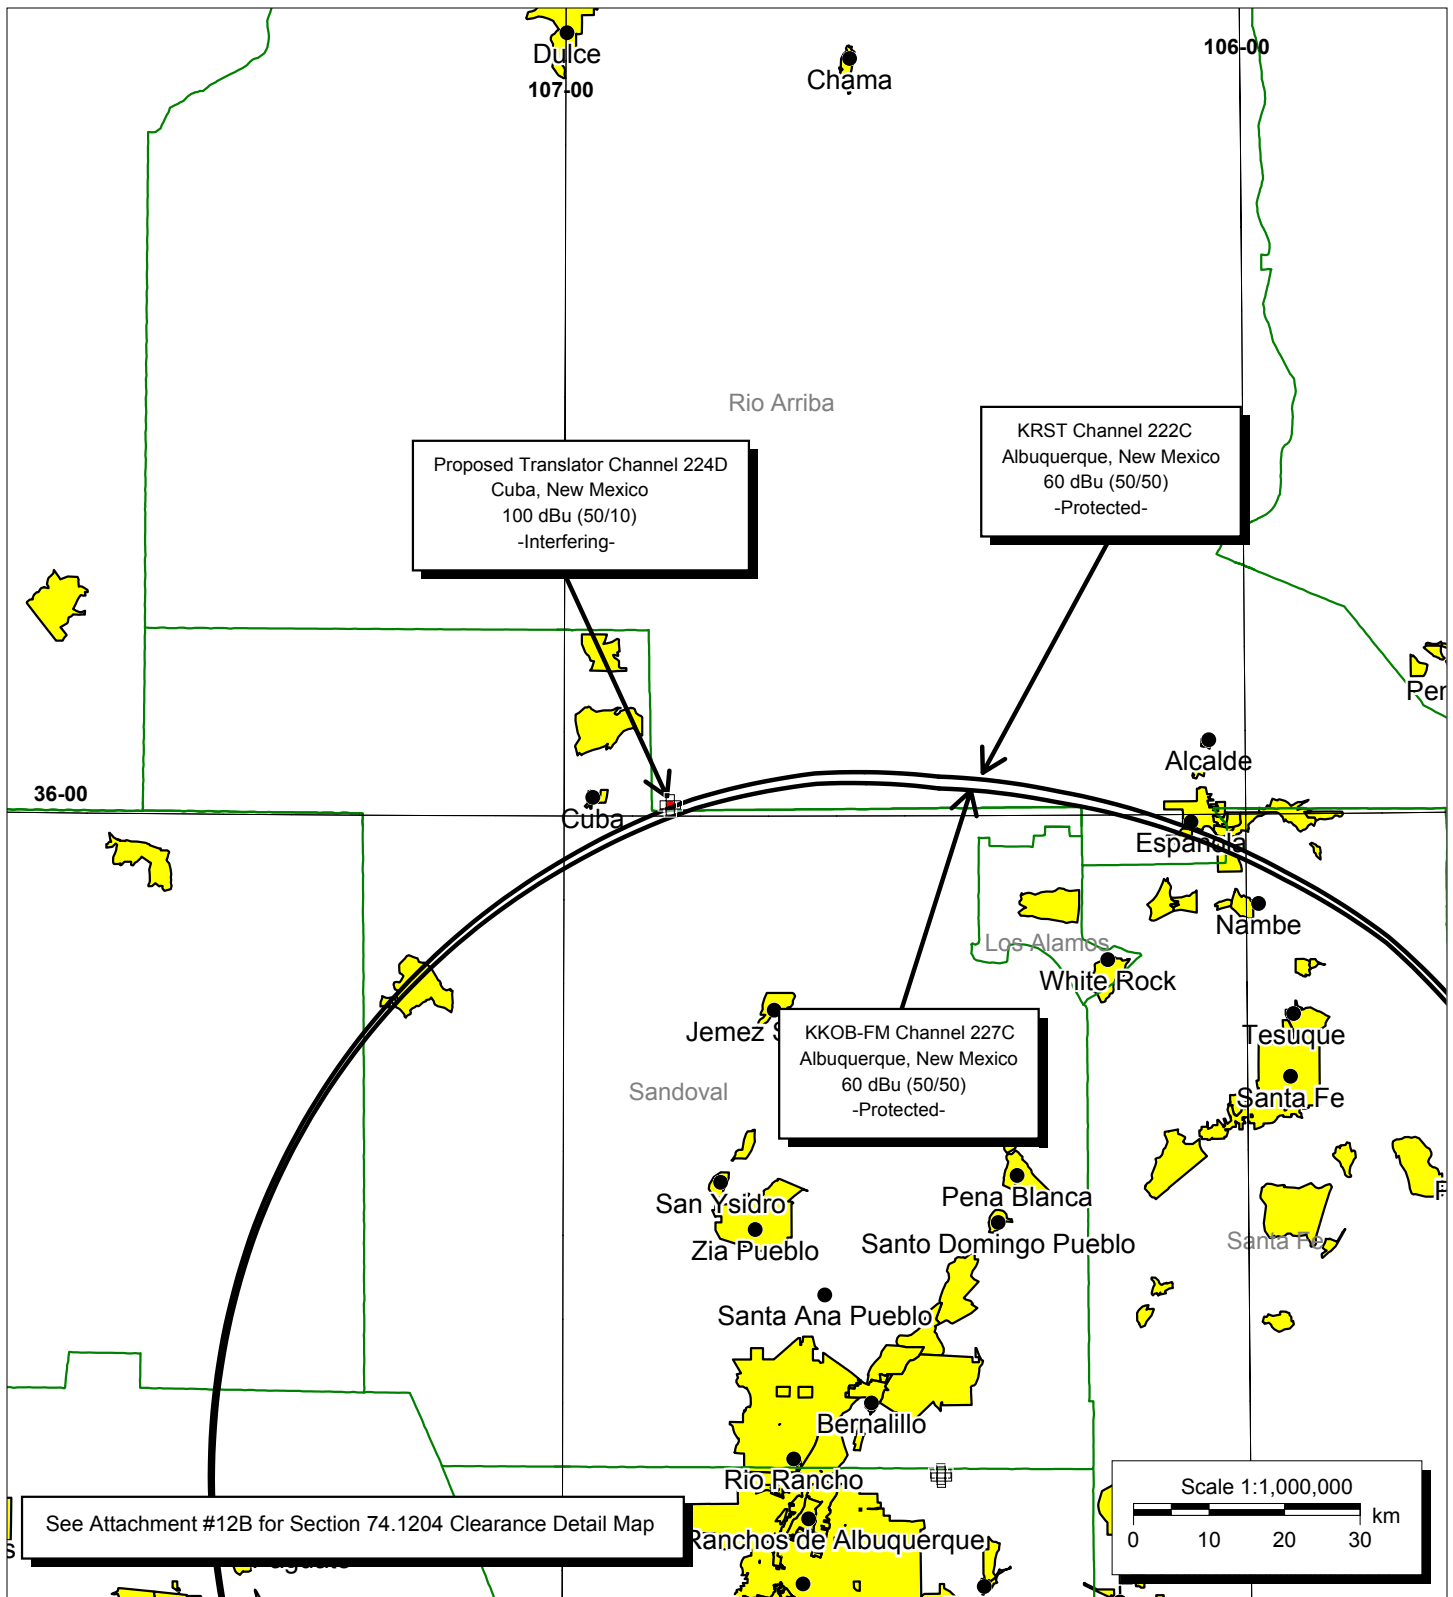 Dulce
107-00
Chama
106-00
Rio Arriba
Proposed Translator Channel 224D
Cuba, New Mexico
100 dBu (50/10)
-Interfering-
KRST Channel 222C
Albuquerque, New Mexico
60 dBu (50/50)
-Protected-
Per
Alcalde
36-00
Cuba
Espanola
Nambe
Los Alamos
White Rock
Jemez S
KKOB-FM Channel 227C
Albuquerque, New Mexico
60 dBu (50/50)
-Protected-
Tesuque
Santa Fe
Sandoval
San Ysidro
Zia Pueblo
Pena Blanca
Santo Domingo Pueblo
Santa Fe
Santa Ana Pueblo
Bernalillo
Rio Rancho
Ranchos de Albuquerque
See Attachment #12B for Section 74.1204 Clearance Detail Map
Scale 1:1,000,000
km
0 10 20 30